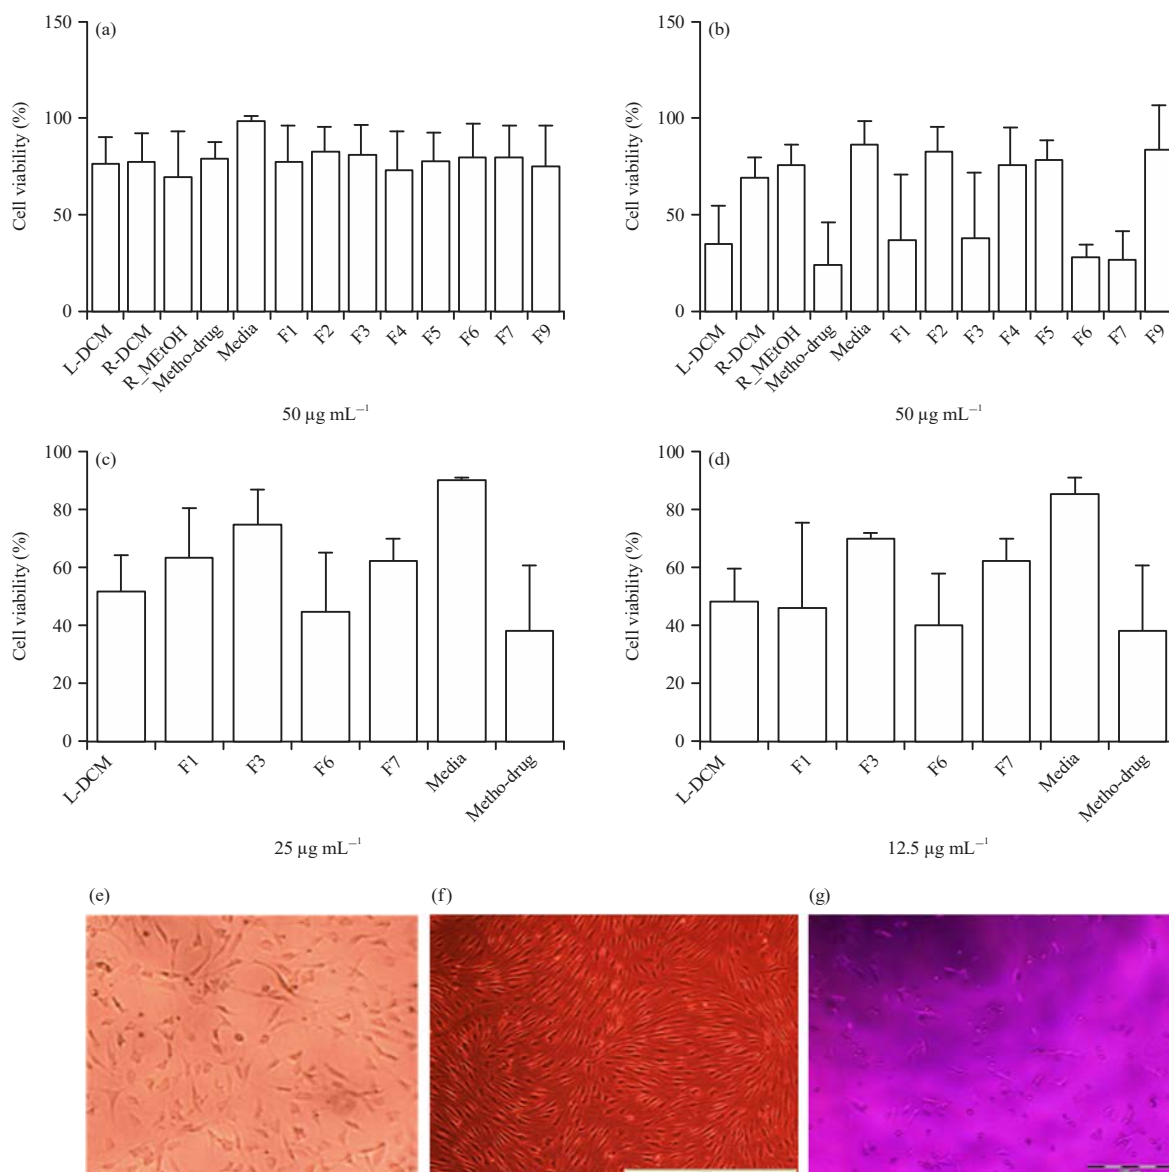 (a)
Cell viability (%)
150
100
50
0
L-DCM
R-DCM
R_MEtOH
Metho-drug
Media
F1
F2
F3
F4
F5
F6
F7
F9
50 µg mL⁻¹
(b)
Cell viability (%)
150
100
50
0
L-DCM
R-DCM
R_MEtOH
Metho-drug
Media
F1
F2
F3
F4
F5
F6
F7
F9
50 µg mL⁻¹
(c)
Cell viability (%)
100
80
60
40
20
0
L-DCM
F1
F3
F6
F7
Media
Metho-drug
25 µg mL⁻¹
(d)
Cell viability (%)
100
80
60
40
20
0
L-DCM
F1
F3
F6
F7
Media
Metho-drug
12.5 µg mL⁻¹
(e)
(f)
(g)